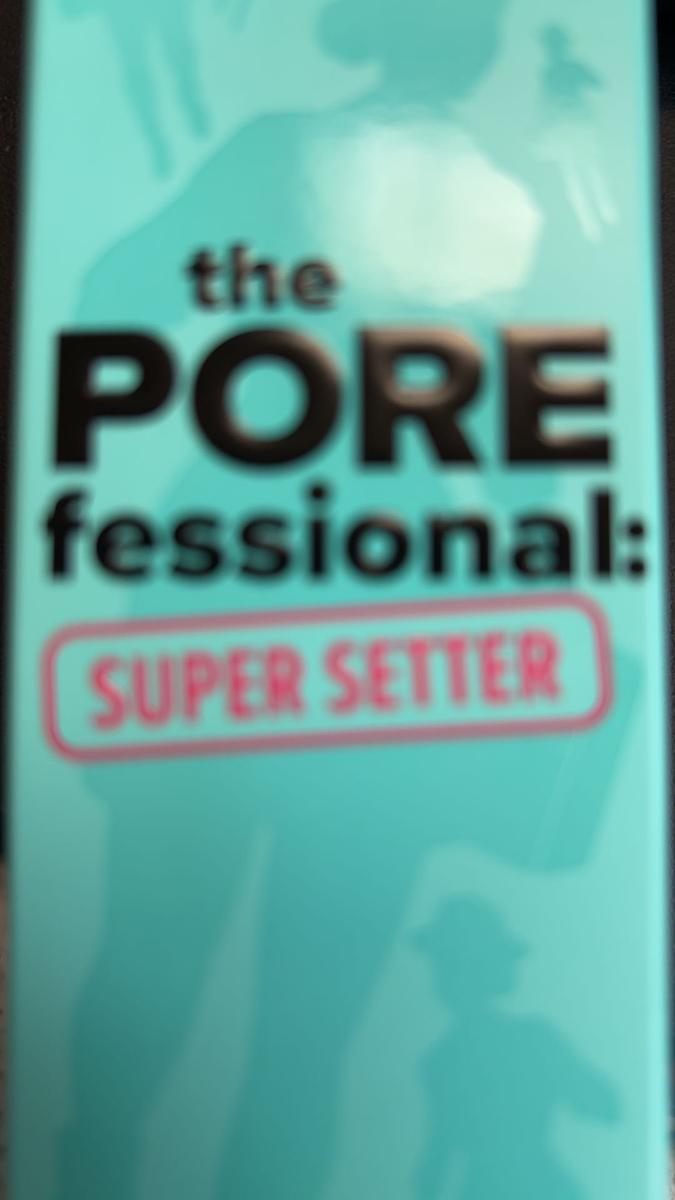 the
PORE
fessional:
SUPER SETTER